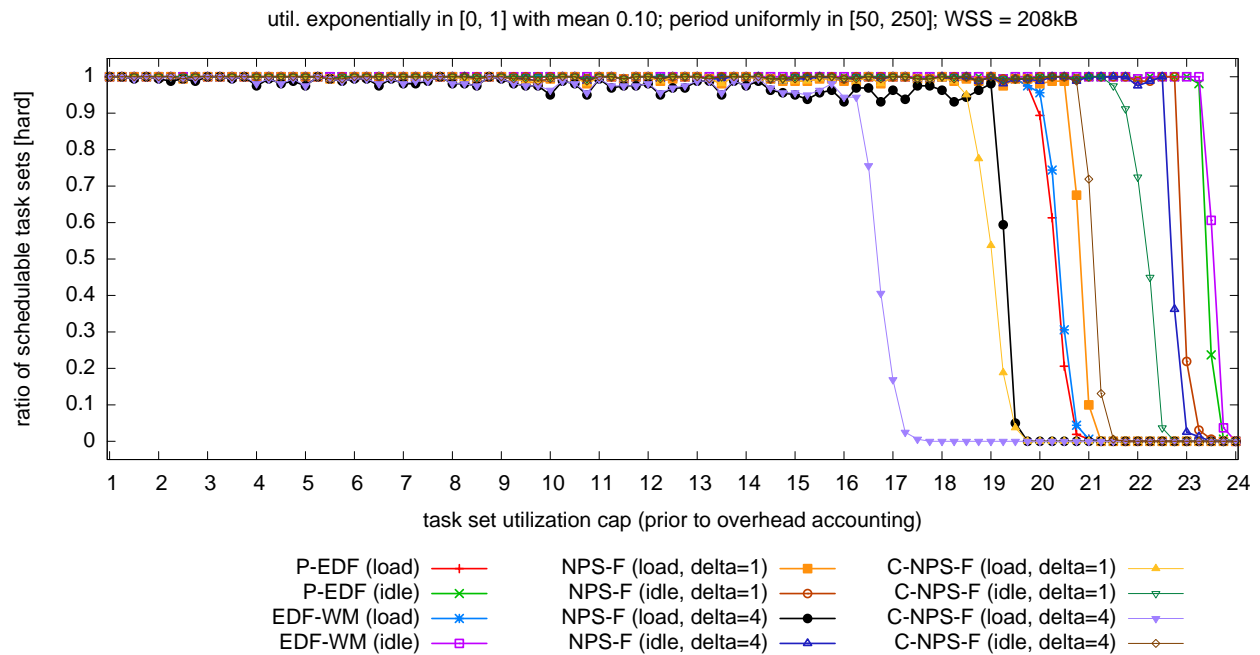 util. exponentially in [0, 1] with mean 0.10; period uniformly in [50, 250]; WSS = 208kB
ratio of schedulable task sets [hard]
1
0.9
0.8
0.7
0.6
0.5
0.4
0.3
0.2
0.1
0
1 2 3 4 5 6 7 8 9 10 11 12 13 14 15 16 17 18 19 20 21 22 23 24
task set utilization cap (prior to overhead accounting)
P-EDF (load) NPS-F (load, delta=1) C-NPS-F (load, delta=1)
P-EDF (idle) NPS-F (idle, delta=1) C-NPS-F (idle, delta=1)
EDF-WM (load) NPS-F (load, delta=4) C-NPS-F (load, delta=4)
EDF-WM (idle) NPS-F (idle, delta=4) C-NPS-F (idle, delta=4)